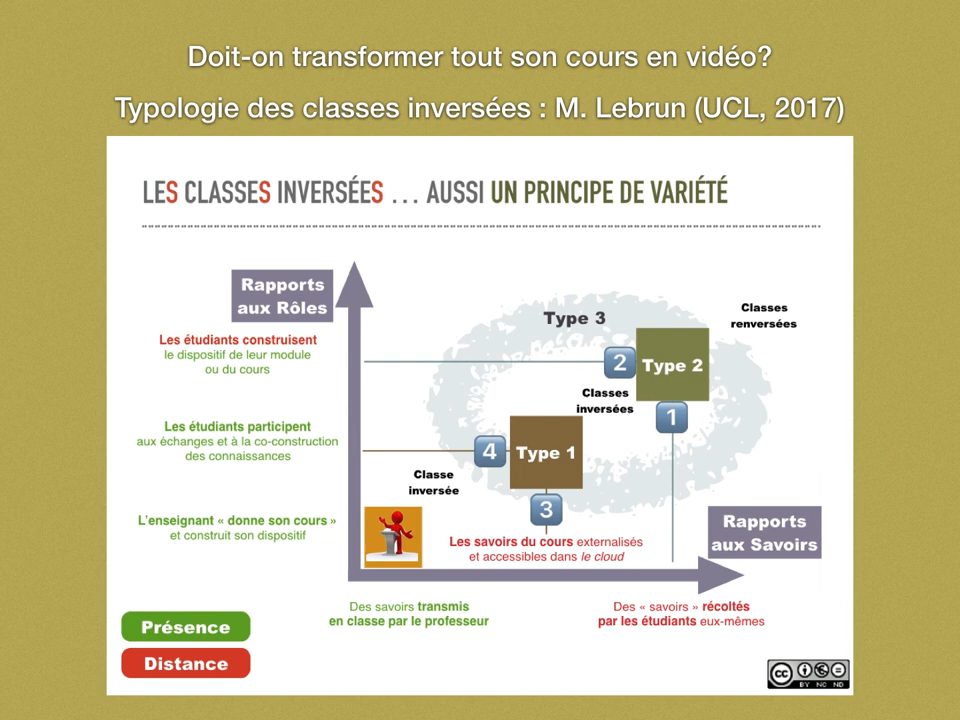 Doit-on transformer tout son cours en vidéo?
Typologie des classes inversées : M. Lebrun (UCL, 2017)
LES CLASSES INVERSÉES ... AUSSI UN PRINCIPE DE VARIÉTÉ
Rapports
aux Rôles
Les étudiants construisent
le dispositif de leur module
ou du cours
Les étudiants participent
aux échanges et à la co-construction
des connaissances
L'enseignant « donne son cours »
et construit son dispositif
Type 3
Classes
renversées
2
Type 2
Classes
inversées
1
4
Type 1
Classe
inversée
3
Les savoirs du cours externalisés
et accessibles dans le cloud
Rapports
aux Savoirs
Des savoirs transmis
en classe par le professeur
Des « savoirs » récoltés
par les étudiants eux-mêmes
Présence
Distance
cc
BY NC ND